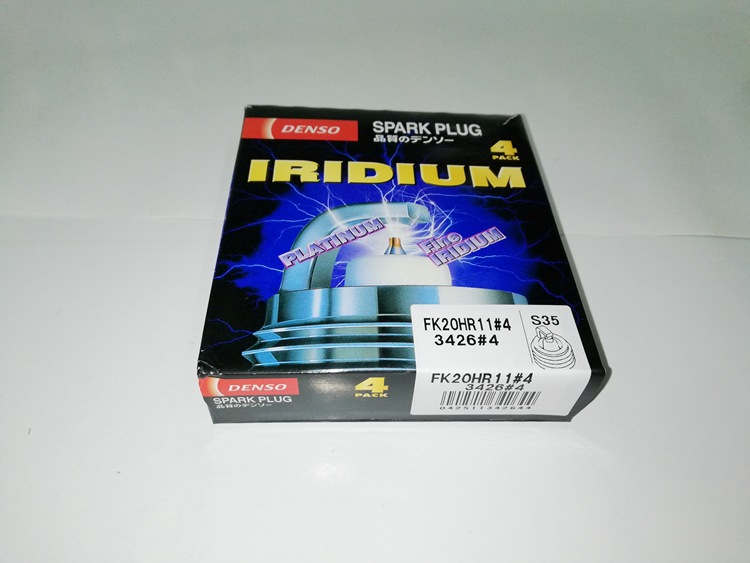 DENSO
SPARK PLUG
品質のデンソー
4
PACK
IRIDIUM
PLATINUM
Fine
IRIDIUM
FK20HR11#4
3426#4
S35
DENSO
SPARK PLUG
品質のデンソー
4
PACK
FK20HR11#4
3426#4
042511342644